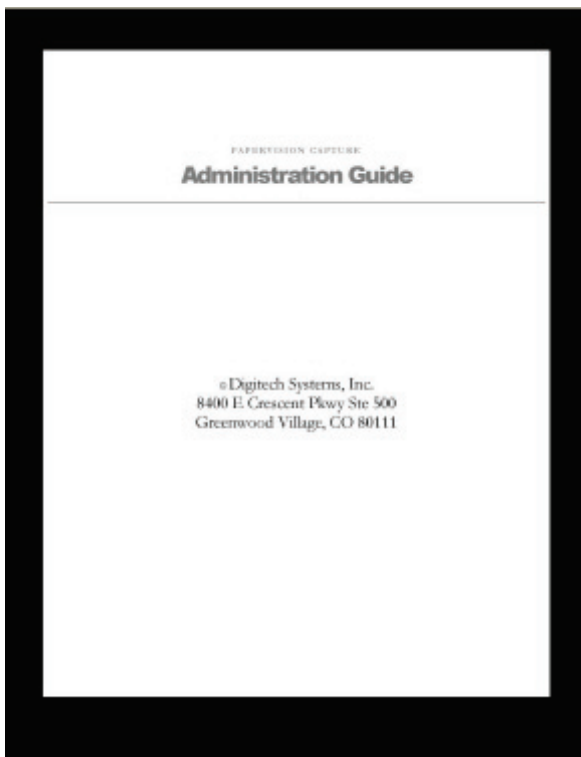 PAPERVISION CAPTURE
Administration Guide
© Digitech Systems, Inc.
8400 E Crescent Pkwy Ste 500
Greenwood Village, CO 80111